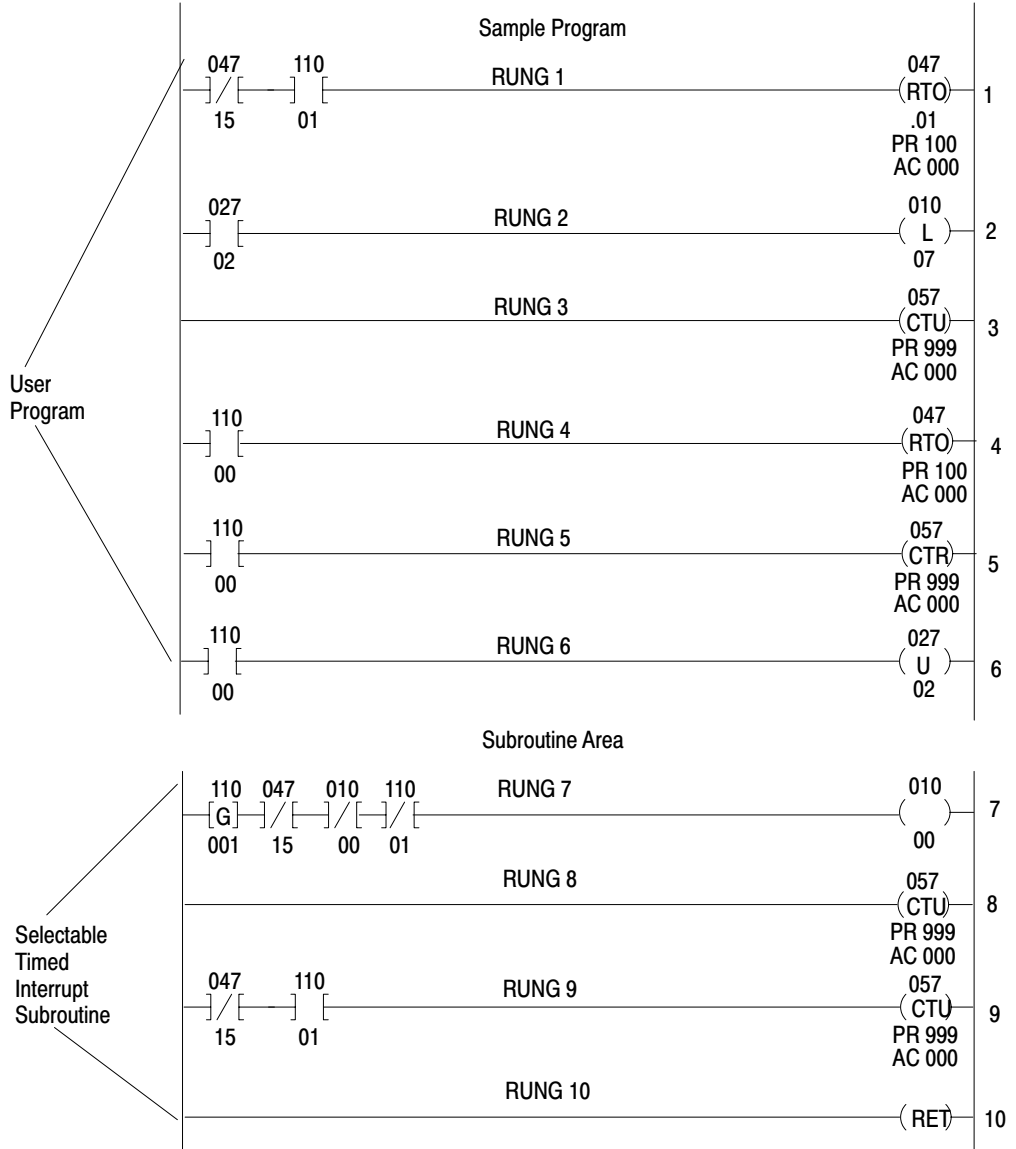 Sample Program
047 110 RUNG 1 047
]/[ ] [ (RTO) 1
15 01 .01
PR 100
AC 000
027 RUNG 2 010
] [ ( L ) 2
02 07
RUNG 3 057
(CTU) 3
PR 999
AC 000
User
Program
110 RUNG 4 047
] [ (RTO) 4
00 PR 100
AC 000
110 RUNG 5 057
] [ (CTR) 5
00 PR 999
AC 000
110 RUNG 6 027
] [ ( U ) 6
00 02
Subroutine Area
110 047 010 110 RUNG 7 010
[G] ]/[ ]/[ ]/[ ( ) 7
001 15 00 01 00
RUNG 8 057
(CTU) 8
PR 999
AC 000
Selectable
Timed
Interrupt
Subroutine
047 110 RUNG 9 057
]/[ ] [ (CTU) 9
15 01 PR 999
AC 000
RUNG 10
(RET) 10